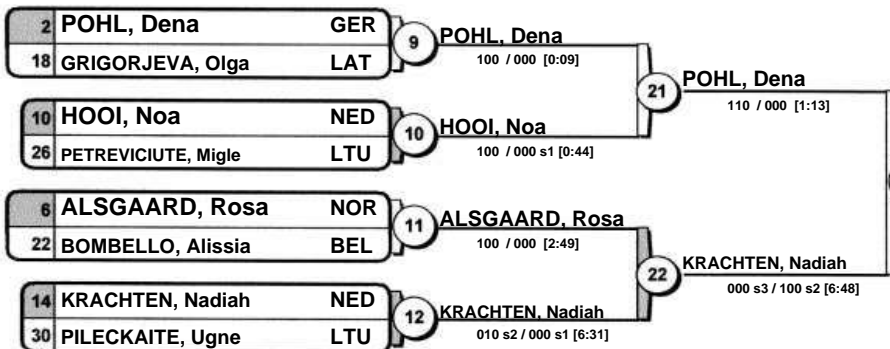 2 POHL, Dena GER
18 GRIGORJEVA, Olga LAT
9
POHL, Dena
100 / 000 [0:09]
10 HOOI, Noa NED
26 PETREVICIUTE, Migle LTU
10
HOOI, Noa
100 / 000 s1 [0:44]
21
POHL, Dena
110 / 000 [1:13]
6 ALSGAARD, Rosa NOR
22 BOMBELLO, Alissia BEL
11
ALSGAARD, Rosa
100 / 000 [2:49]
14 KRACHTEN, Nadiah NED
30 PILECKAITE, Ugne LTU
12
KRACHTEN, Nadiah
010 s2 / 000 s1 [6:31]
22
KRACHTEN, Nadiah
000 s3 / 100 s2 [6:48]